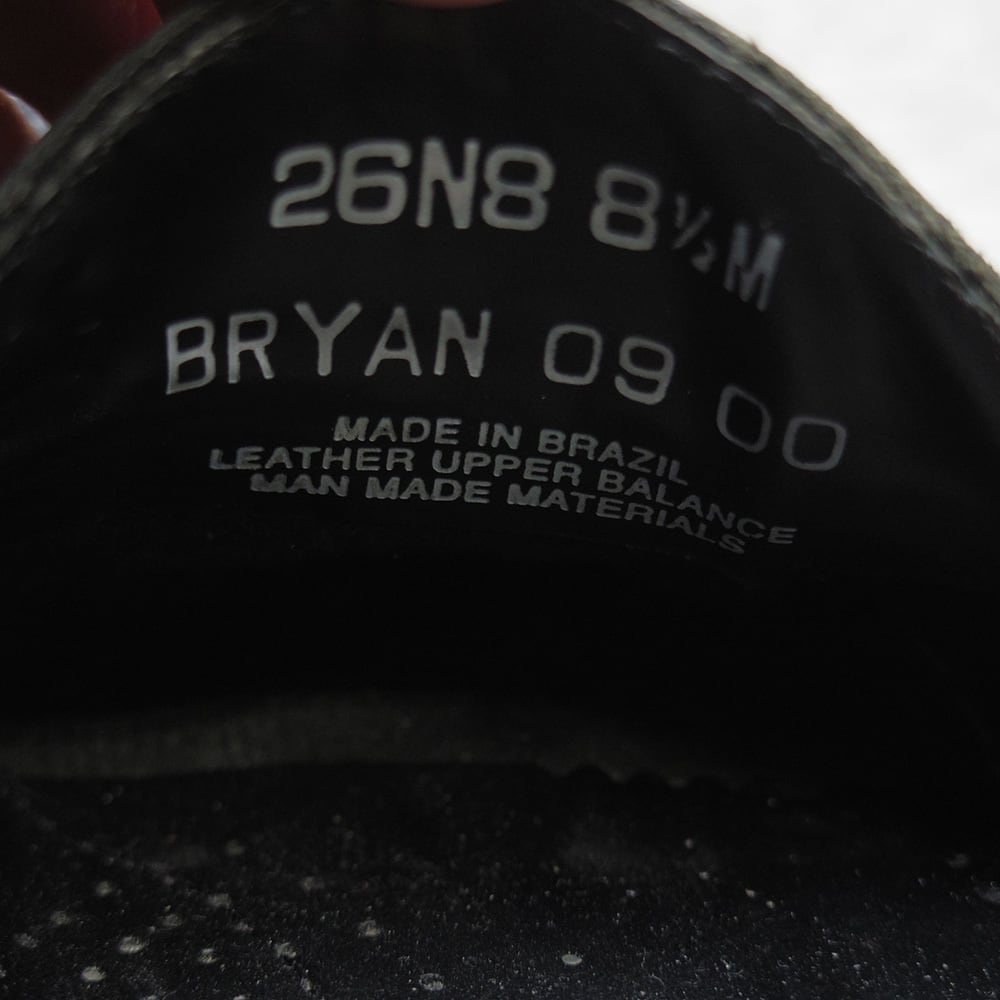 26N8 8½M
BRYAN 09 00
MADE IN BRAZIL
LEATHER UPPER BALANCE
MAN MADE MATERIALS